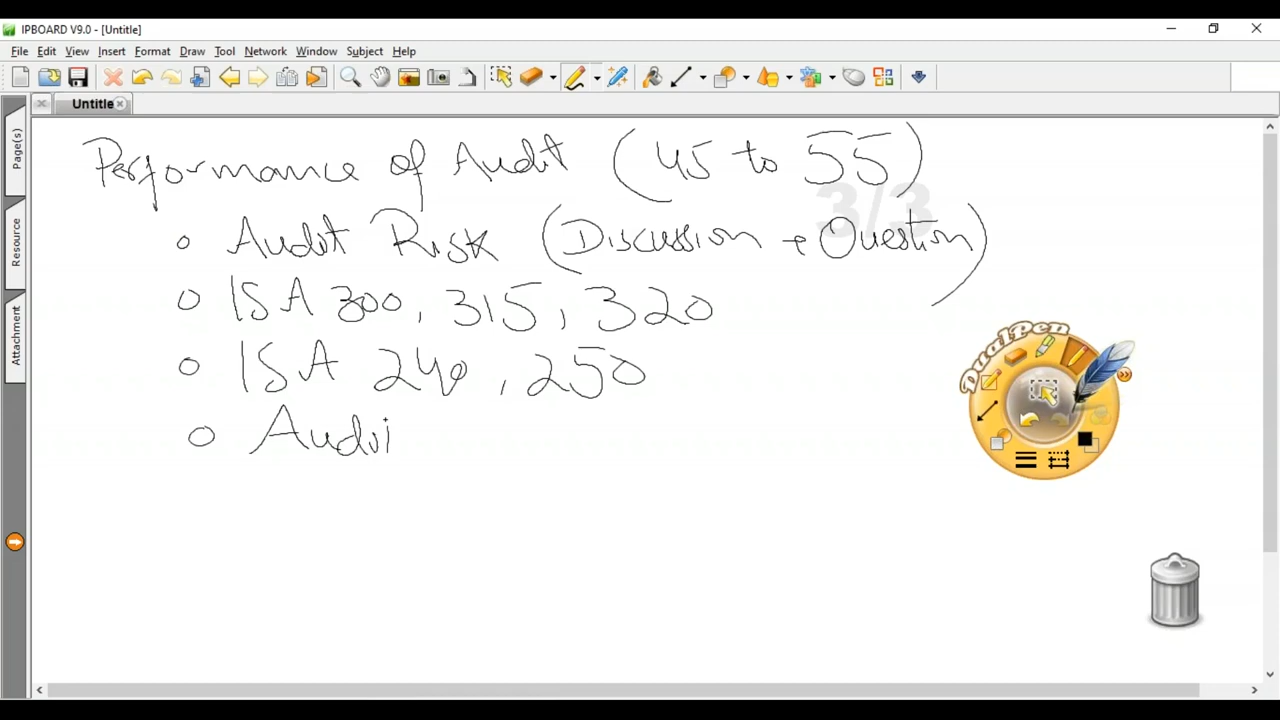 IPBOARD V9.0 - [Untitle]
File Edit View Insert Format Draw Tool Network Window Subject Help
Untitle
Page(s)
Resource
Attachment
Performance of Audit (45 to 55)
3/3
Audit Risk (Discussion + Question)
ISA 300, 315, 320
ISA 240, 250
Audi
DualPen